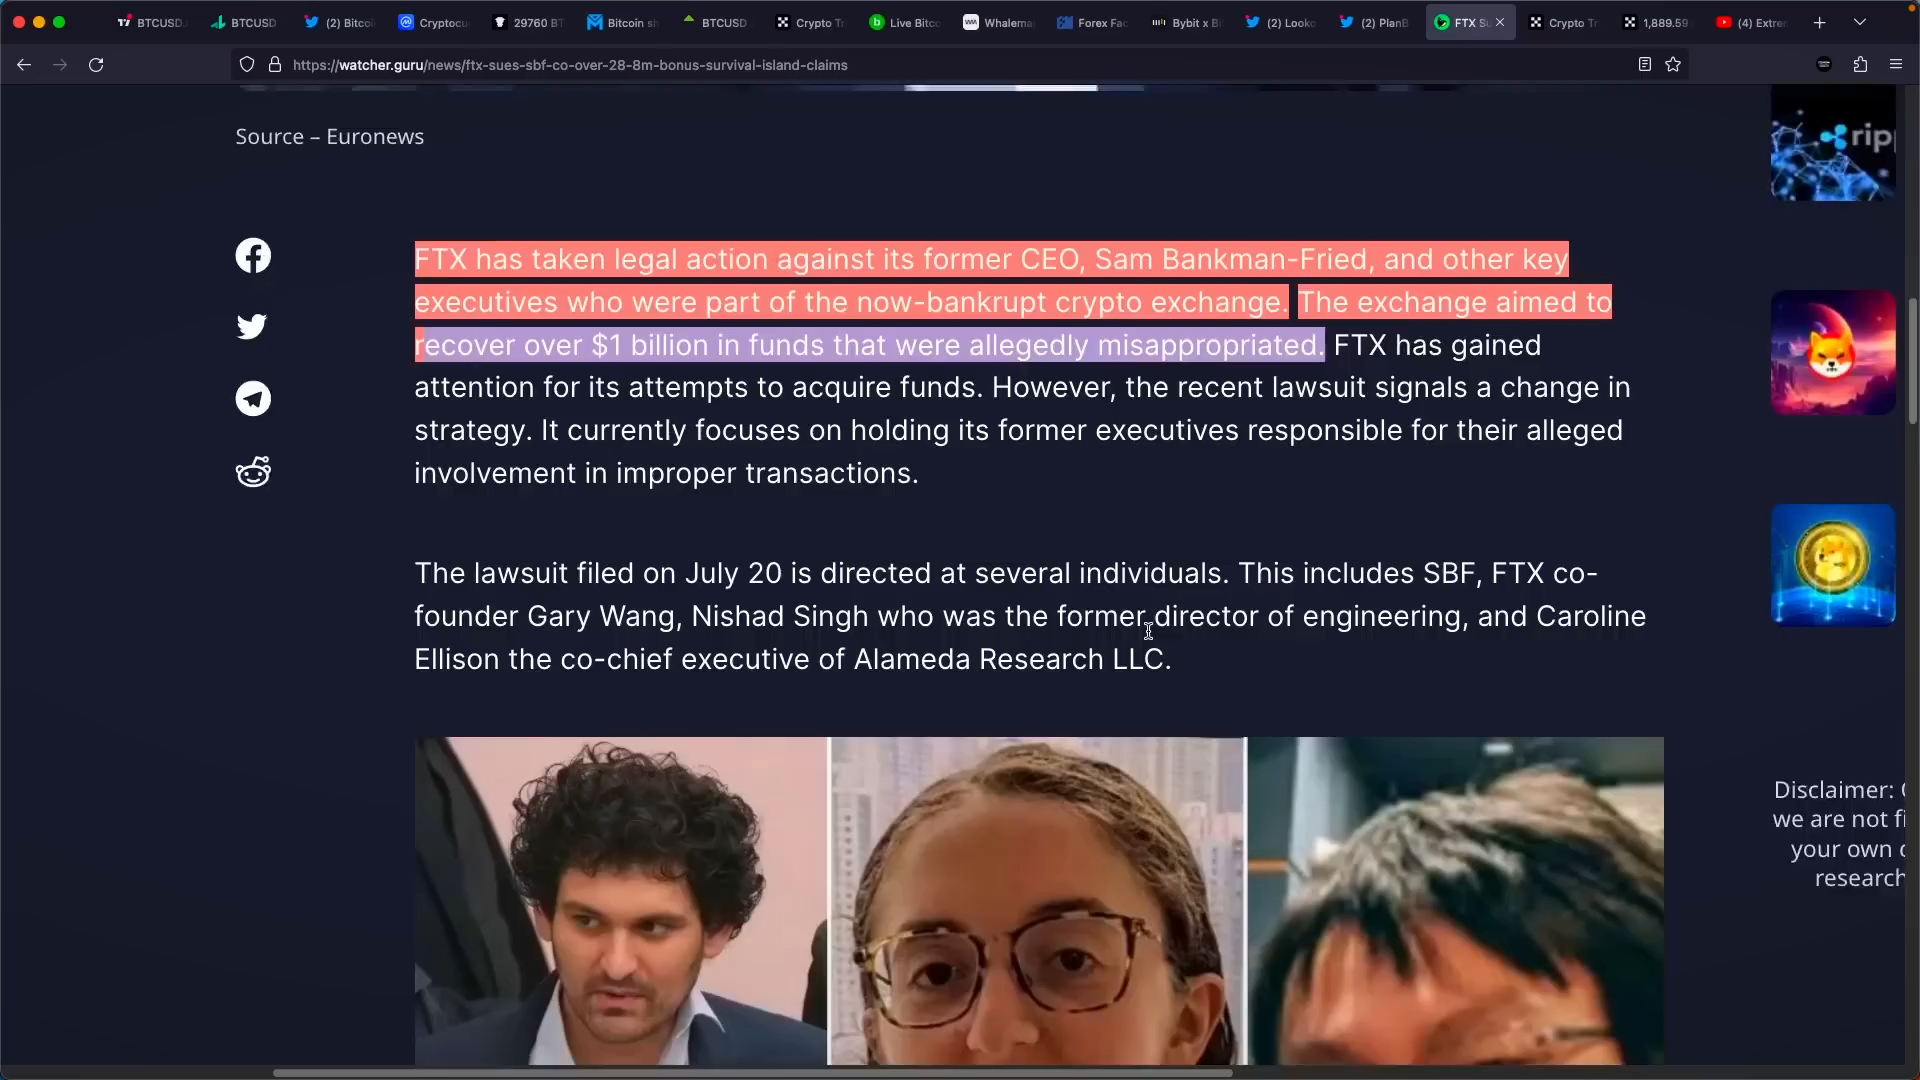 BTCUSD
BTCUSD
(2) Bitcoi
Cryptocu
29760 BT
Bitcoin sh
BTCUSD
Crypto Tr
Live Bitco
Whalema
Forex Fac
Bybit x Bi
(2) Looko
(2) PlanB
FTX Su
Crypto Tr
1,889.59
(4) Extre
https://watcher.guru/news/ftx-sues-sbf-co-over-28-8m-bonus-survival-island-claims
Source – Euronews
ripp
FTX has taken legal action against its former CEO, Sam Bankman-Fried, and other key
executives who were part of the now-bankrupt crypto exchange. The exchange aimed to
recover over $1 billion in funds that were allegedly misappropriated. FTX has gained
attention for its attempts to acquire funds. However, the recent lawsuit signals a change in
strategy. It currently focuses on holding its former executives responsible for their alleged
involvement in improper transactions.
The lawsuit filed on July 20 is directed at several individuals. This includes SBF, FTX co-
founder Gary Wang, Nishad Singh who was the former director of engineering, and Caroline
Ellison the co-chief executive of Alameda Research LLC.
Disclaimer:
we are not fi
your own
research